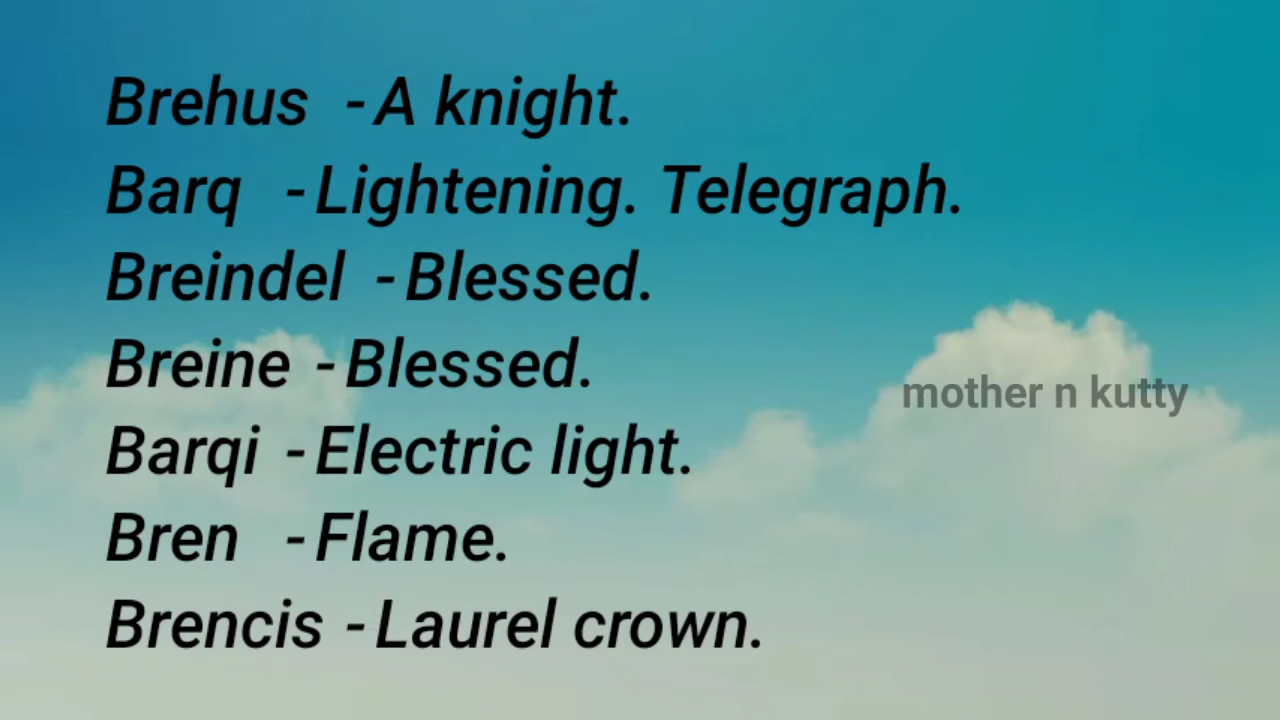 Brehus - A knight.
Barq - Lightening. Telegraph.
Breindel - Blessed.
Breine - Blessed.
mother n kutty
Barqi - Electric light.
Bren - Flame.
Brencis - Laurel crown.